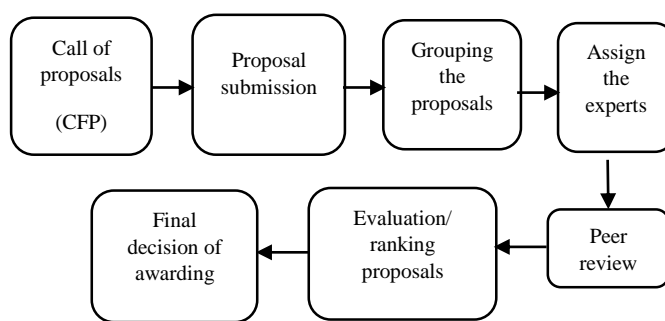 Call of
proposals
(CFP)
Proposal
submission
Grouping
the
proposals
Assign
the
experts
Peer
review
Evaluation/
ranking
proposals
Final
decision of
awarding